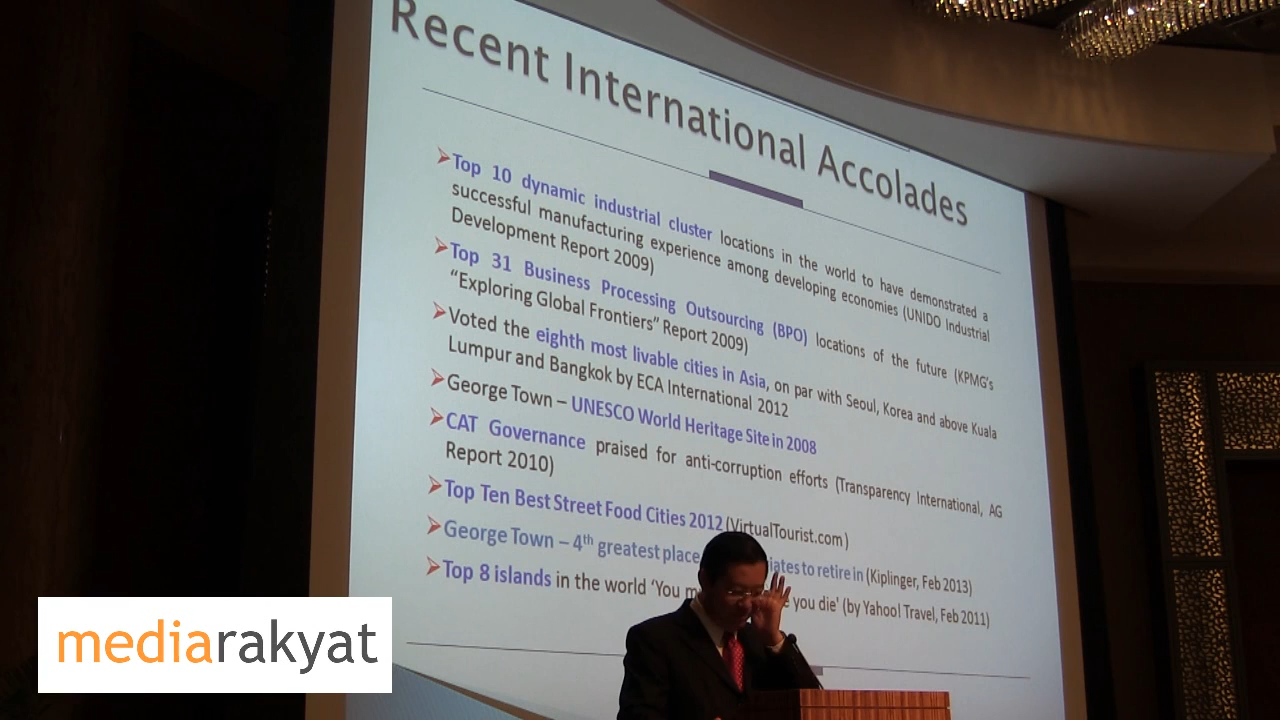 Recent International Accolades
Top 10 dynamic industrial cluster locations in the world to have demonstrated a
successful manufacturing experience among developing economies (UNIDO Industrial
Development Report 2009)
Top 31 Business Processing Outsourcing (BPO) locations of the future (KPMG's
“Exploring Global Frontiers” Report 2009)
Voted the eighth most livable cities in Asia, on par with Seoul, Korea and above Kuala
Lumpur and Bangkok by ECA International 2012
George Town – UNESCO World Heritage Site in 2008
CAT Governance praised for anti-corruption efforts (Transparency International, AG
Report 2010)
Top Ten Best Street Food Cities 2012 (VirtualTourist.com)
George Town – 4th greatest place to retire in (Kiplinger, Feb 2013)
Top 8 islands in the world ‘You you die' (by Yahoo! Travel, Feb 2011)
mediarakyat